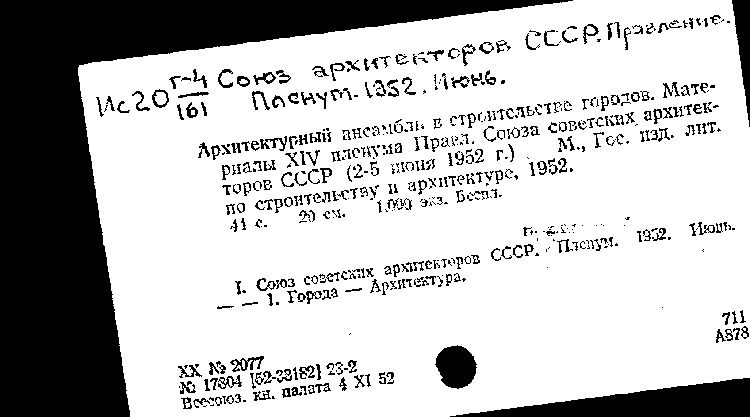 Ис20 Г-4/161 Союз архитекторов СССР. Правление.
Пленум. 1952. Июнь.
Архитектурный ансамбль в строительстве городов. Мате-
риалы XIV пленума Правл. Союза советских архитек-
торов СССР (2-5 июня 1952 г.) М., Гос. изд. лит.
по строительству и архитектуре, 1952.
44 с. 20 см. 1.000 экз. Беспл.
I. Союз советских архитекторов СССР. Пленум. 1952. Июнь.
— — 1. Города — Архитектура.
711
А878
XX № 2077
№ 17804 [52-33182] 23-2
Всесоюз. кн. палата 4 XI 52